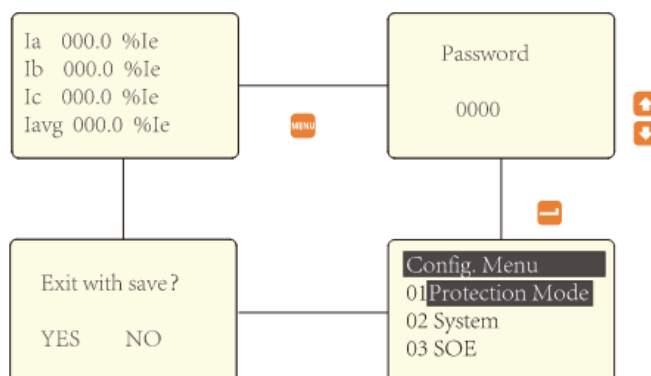 Ia 000.0 %Ie
Ib 000.0 %Ie
Ic 000.0 %Ie
Iavg 000.0 %Ie
MENU
Password
0000
Exit with save?
YES NO
Config. Menu
01 Protection Mode
02 System
03 SOE